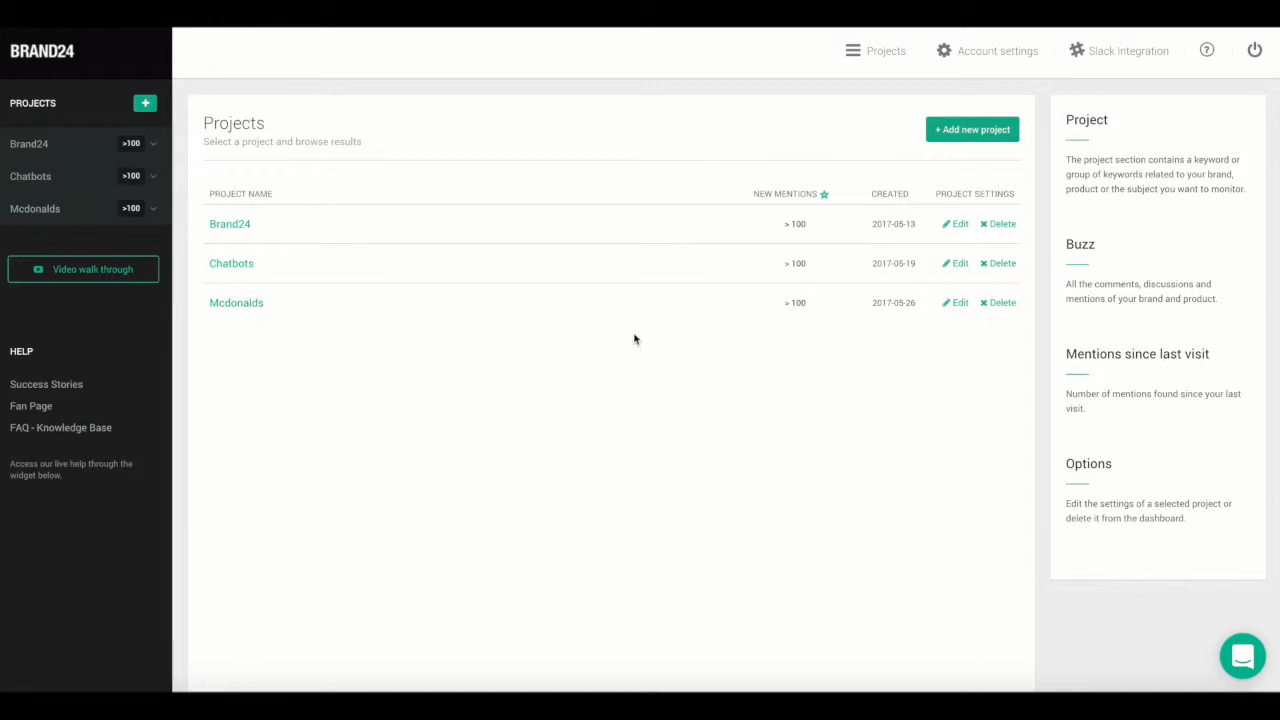 BRAND24
Projects
Account settings
Slack Integration
?
PROJECTS
+
Brand24 >100
Chatbots >100
Mcdonalds >100
Video walk through
HELP
Success Stories
Fan Page
FAQ - Knowledge Base
Access our live help through the
widget below.
Projects
Select a project and browse results
+ Add new project
PROJECT NAME NEW MENTIONS CREATED PROJECT SETTINGS
Brand24 > 100 2017-05-13 Edit Delete
Chatbots > 100 2017-05-19 Edit Delete
Mcdonalds > 100 2017-05-26 Edit Delete
Project
The project section contains a keyword or
group of keywords related to your brand,
product or the subject you want to monitor.
Buzz
All the comments, discussions and
mentions of your brand and product.
Mentions since last visit
Number of mentions found since your last
visit.
Options
Edit the settings of a selected project or
delete it from the dashboard.